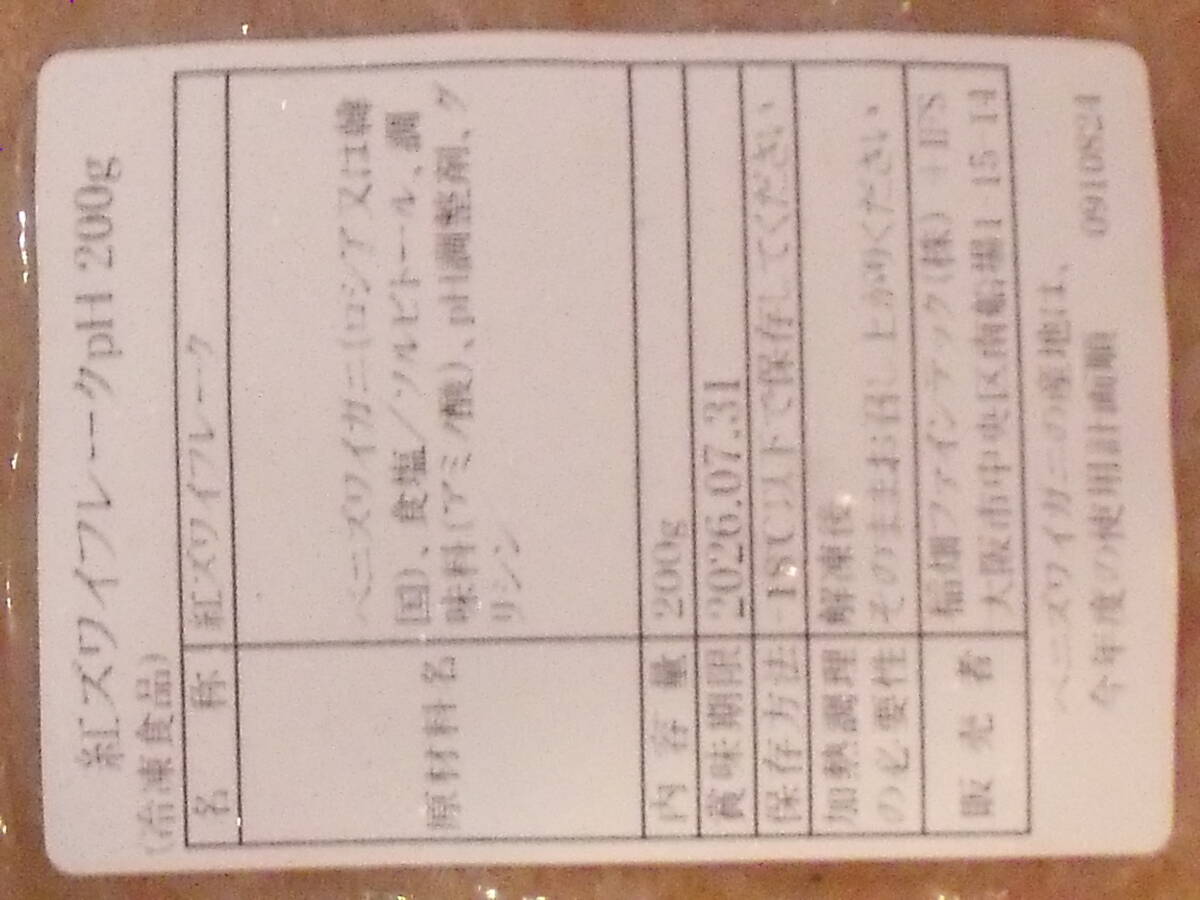 紅ズワイフレークpH 200g
(冷凍食品)
名称 紅ズワイフレーク
原材料名 ベニズワイガニ(ロシア又は韓
国)、食塩/ソルビトール、調
味料(アミノ酸)、pH調整剤、グ
リシン
内容量 200g
賞味期限 2026.07.31
保存方法 -18℃以下で保存してください
加熱調理 解凍後
の必要性 そのままお召し上がりください
販売者 ファインテック(株)
大阪市中央区南船場1-15-14
ベニズワイガニの産地は、
今年度の使用計画順 0910824